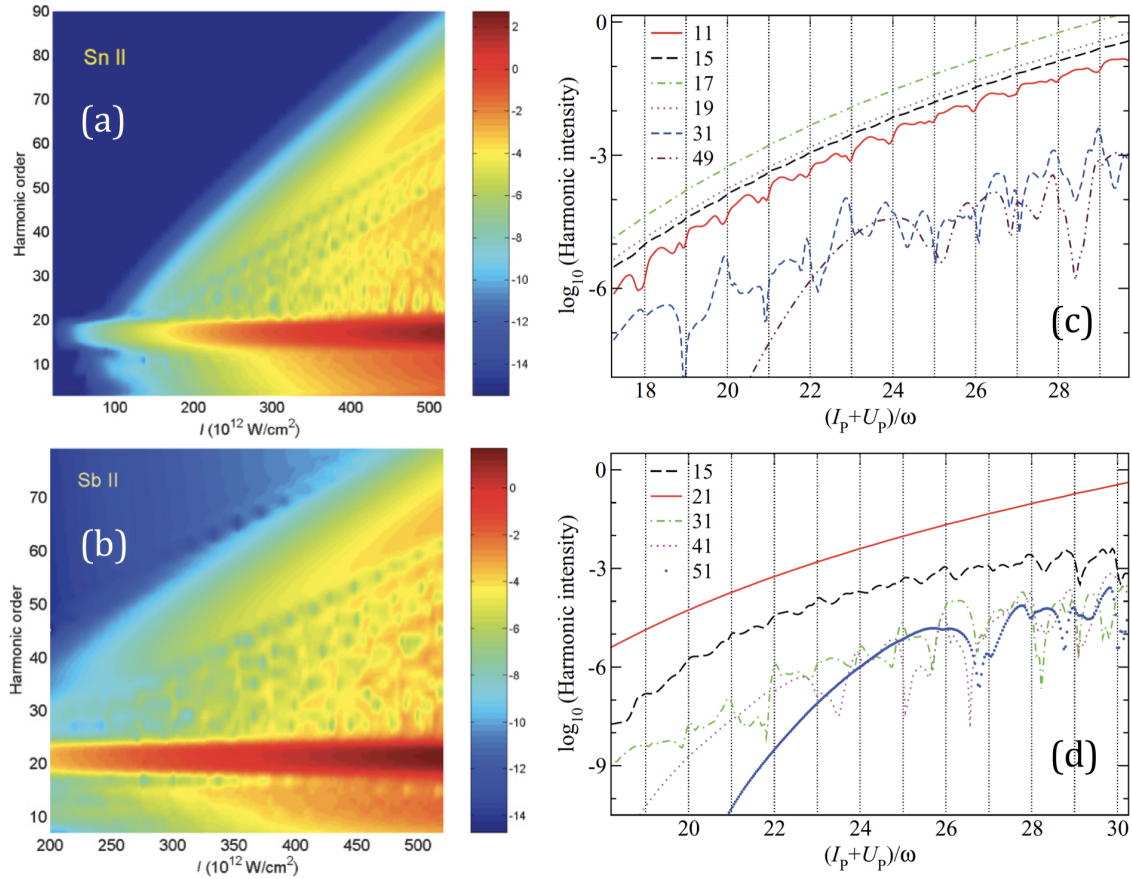 90
80
70
60
50
40
30
20
10
Sn II
(a)
Harmonic order
100 200 300 400 500
I (10¹² W/cm²)
2
0
-2
-4
-6
-8
-10
-12
-14
0
-3
-6
log₁₀(Harmonic intensity)
11
15
17
19
31
49
(c)
18 20 22 24 26 28
(Iₚ+Uₚ)/ω
70
60
50
40
30
20
10
Sb II
(b)
Harmonic order
200 250 300 350 400 450 500
I (10¹² W/cm²)
0
-2
-4
-6
-8
-10
-12
-14
0
-3
-6
-9
log₁₀(Harmonic intensity)
15
21
31
41
51
(d)
20 22 24 26 28 30
(Iₚ+Uₚ)/ω